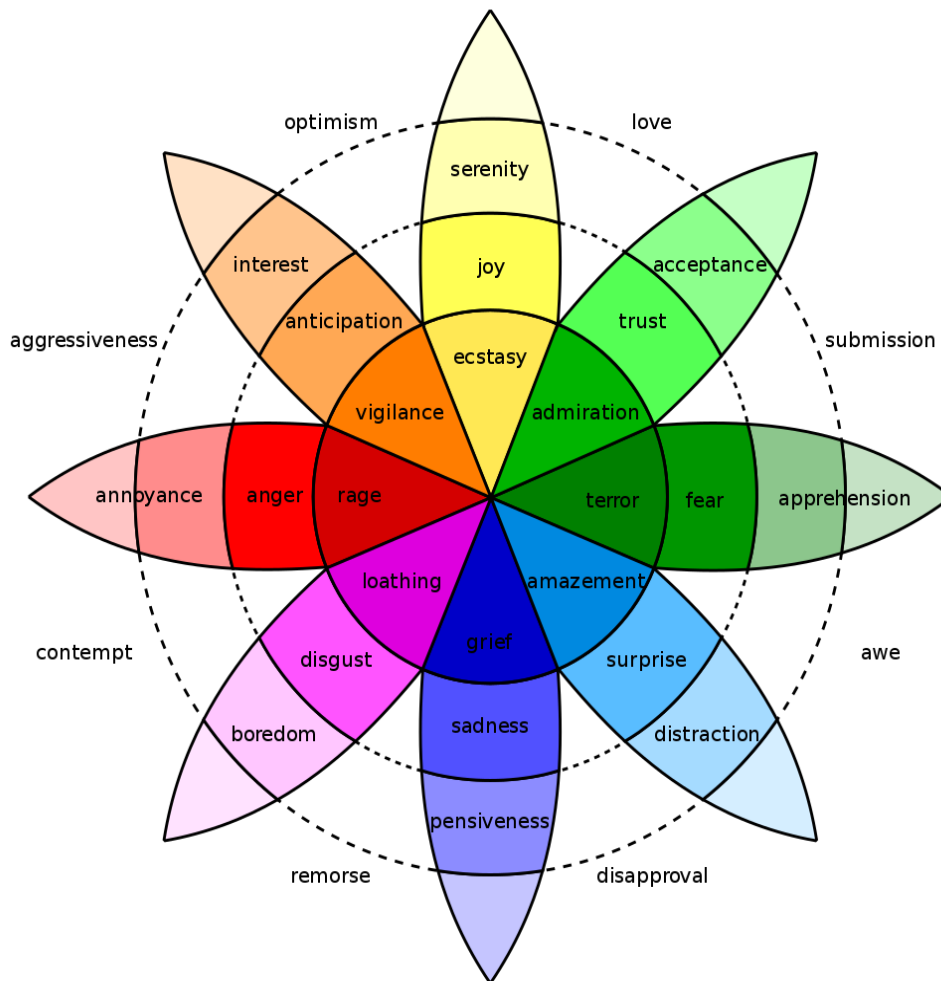 optimism
love
serenity
interest
joy
acceptance
anticipation
trust
aggressiveness
submission
ecstasy
vigilance
admiration
annoyance
anger
rage
terror
fear
apprehension
loathing
amazement
grief
contempt
disgust
surprise
awe
sadness
boredom
distraction
pensiveness
remorse
disapproval